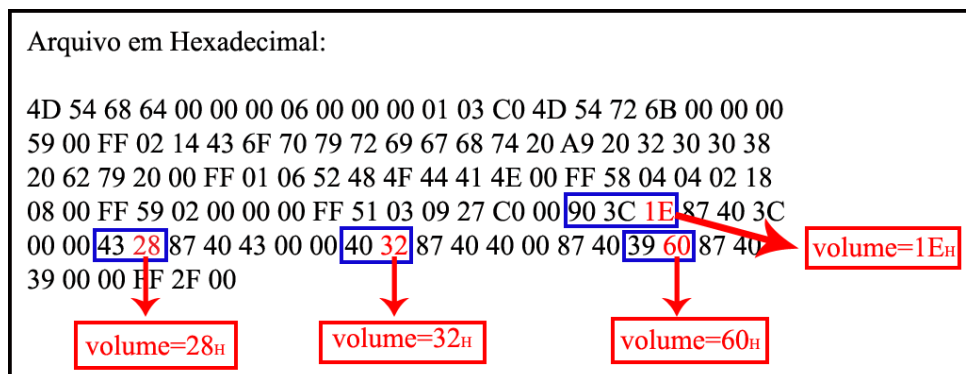 Arquivo em Hexadecimal:
4D 54 68 64 00 00 00 06 00 00 00 01 03 C0 4D 54 72 6B 00 00 00
59 00 FF 02 14 43 6F 70 79 72 69 67 68 74 20 A9 20 32 30 30 38
20 62 79 20 00 FF 01 06 52 48 4F 44 41 4E 00 FF 58 04 04 02 18
08 00 FF 59 02 00 00 00 FF 51 03 09 27 C0 00 90 3C 1E 87 40 3C
00 00 43 28 87 40 43 00 00 40 32 87 40 40 00 87 40 39 60 87 40
39 00 00 FF 2F 00
volume=1EH
volume=28H
volume=32H
volume=60H